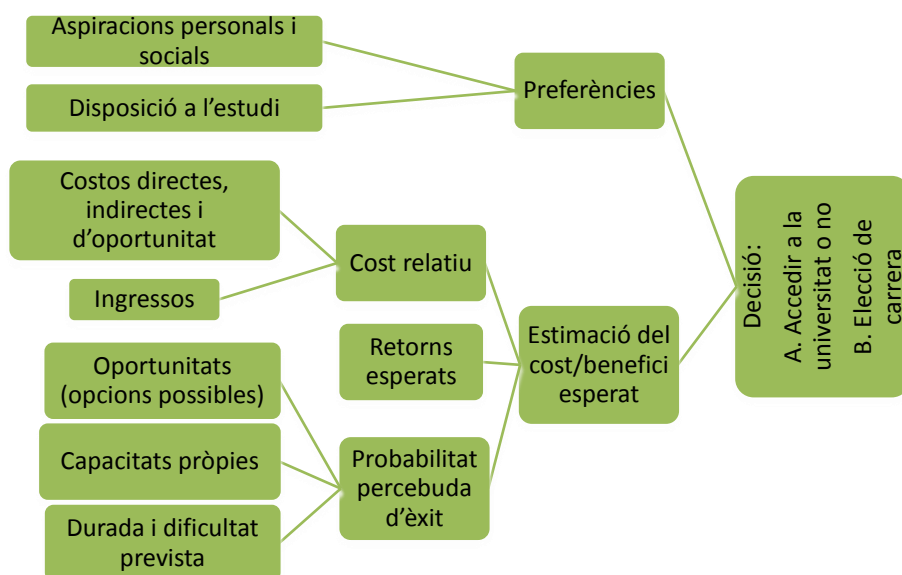 Aspiracions personals i
socials
Disposició a l'estudi
Preferències
Costos directes,
indirectes i
d'oportunitat
Ingressos
Cost relatiu
Retorns
esperats
Oportunitats
(opcions possibles)
Capacitats pròpies
Durada i dificultat
prevista
Probabilitat
percebuda
d'èxit
Estimació del
cost/benefici
esperat
Decisió:
A. Accedir a la
universitat o no
B. Elecció de
carrera